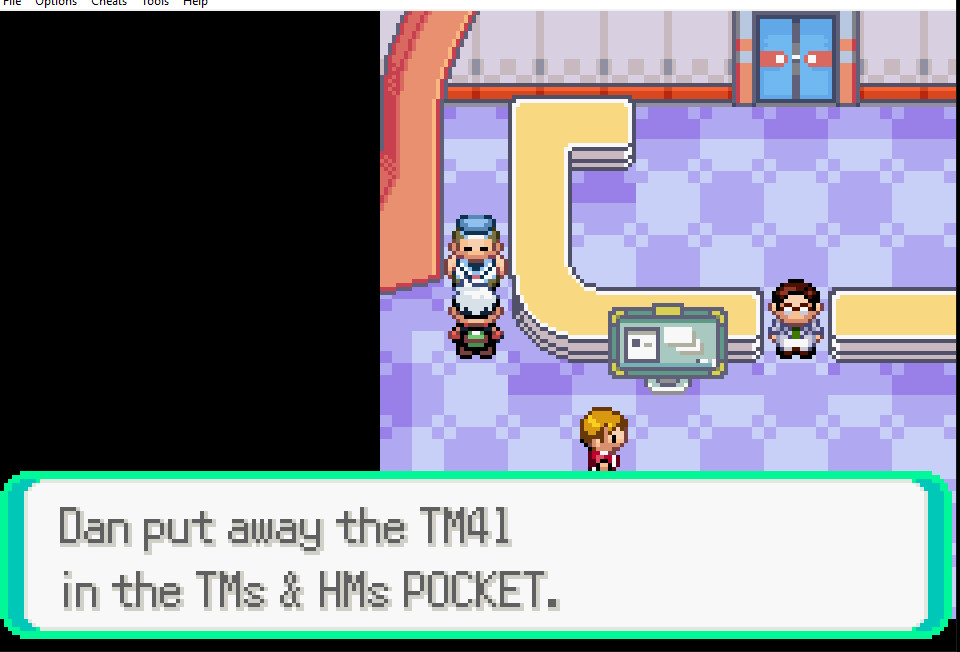 File Options Cheats Tools Help
Dan put away the TM41
in the TMs & HMs POCKET.